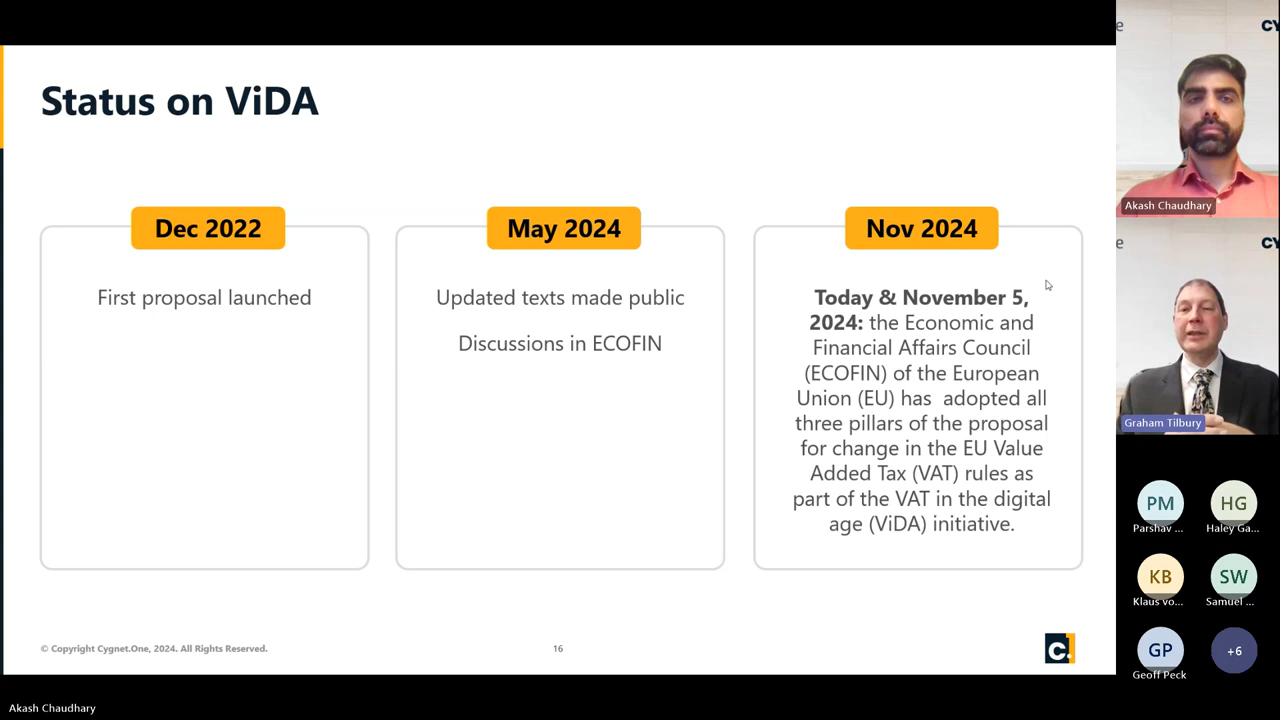 Status on ViDA
Dec 2022
First proposal launched
May 2024
Updated texts made public
Discussions in ECOFIN
Nov 2024
Today & November 5,
2024: the Economic and
Financial Affairs Council
(ECOFIN) of the European
Union (EU) has  adopted all
three pillars of the proposal
for change in the EU Value
Added Tax (VAT) rules as
part of the VAT in the digital
age (ViDA) initiative.
© Copyright Cygnet.One, 2024. All Rights Reserved.
16
C.
e
CY
Akash Chaudhary
e
CY
Graham Tilbury
PM
Parshav ...
HG
Haley Ga...
KB
Klaus vo...
SW
Samuel ...
GP
Geoff Peck
+6
Akash Chaudhary